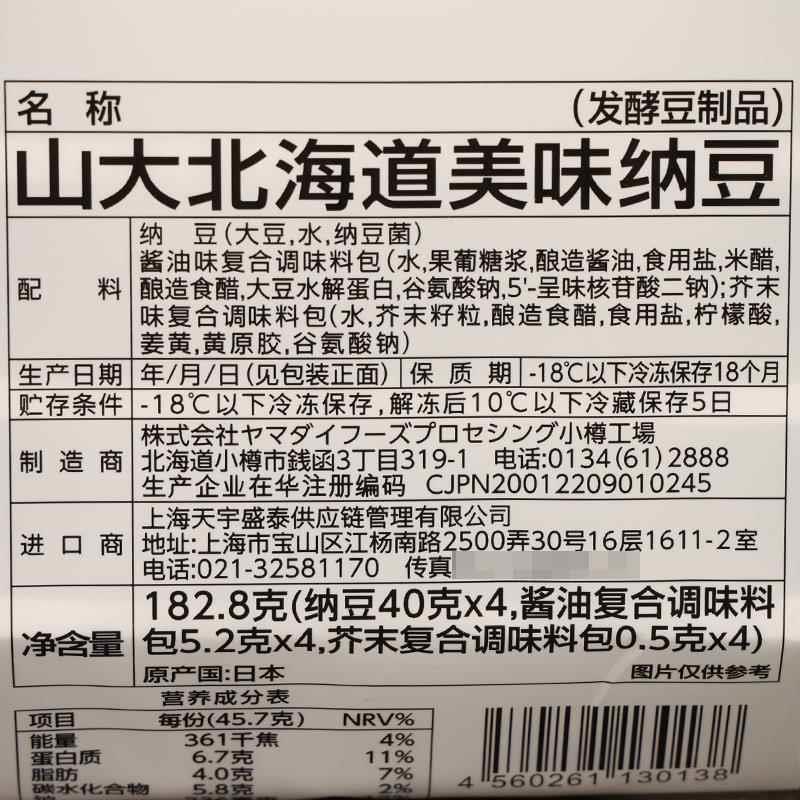 名 称 (发酵豆制品)
山大北海道美味纳豆
配 料
纳 豆(大豆,水,纳豆菌)
酱油味复合调味料包(水,果葡糖浆,酿造酱油,食用盐,米醋,
酿造食醋,大豆水解蛋白,谷氨酸钠,5'-呈味核苷酸二钠);芥末
味复合调味料包(水,芥末籽粒,酿造食醋,食用盐,柠檬酸,
姜黄,黄原胶,谷氨酸钠)
生产日期 年/月/日(见包装正面) 保 质 期 -18℃以下冷冻保存18个月
贮存条件 -18℃以下冷冻保存,解冻后10℃以下冷藏保存5日
制 造 商
株式会社ヤマダイフーズプロセシング小樽工場
北海道小樽市銭函3丁目319-1 电话:0134(61)2888
生产企业在华注册编码 CJPN20012209010245
进 口 商
上海天宇盛泰供应链管理有限公司
地址:上海市宝山区江杨南路2500弄30号16层1611-2室
电话:021-32581170 传真
净含量
182.8克(纳豆40克x4,酱油复合调味料
包5.2克x4,芥末复合调味料包0.5克x4)
原产国:日本 图片仅供参考
营养成分表
项目 每份(45.7克) NRV%
能量 361千焦 4%
蛋白质 6.7克 11%
脂肪 4.0克 7%
碳水化合物 5.8克 2%
4 560261 130138